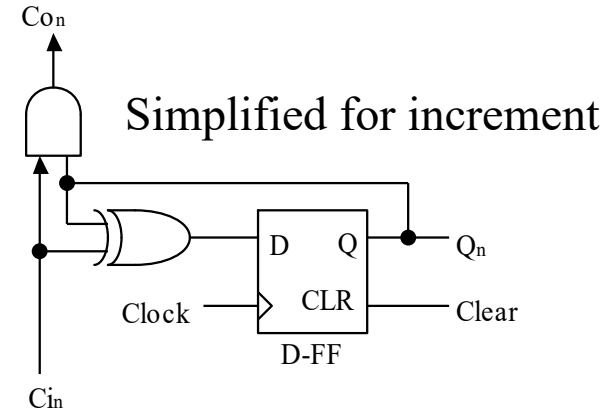 Con
Simplified for increment
D
Q
Qn
Clock
CLR
Clear
D-FF
Cin